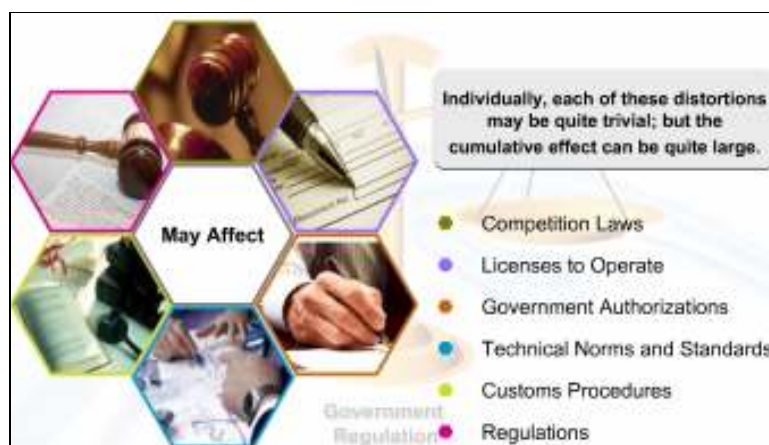 Individually, each of these distortions
may be quite trivial; but the
cumulative effect can be quite large.
May Affect
Competition Laws
Licenses to Operate
Government Authorizations
Technical Norms and Standards
Customs Procedures
Regulations
Government
Regulation